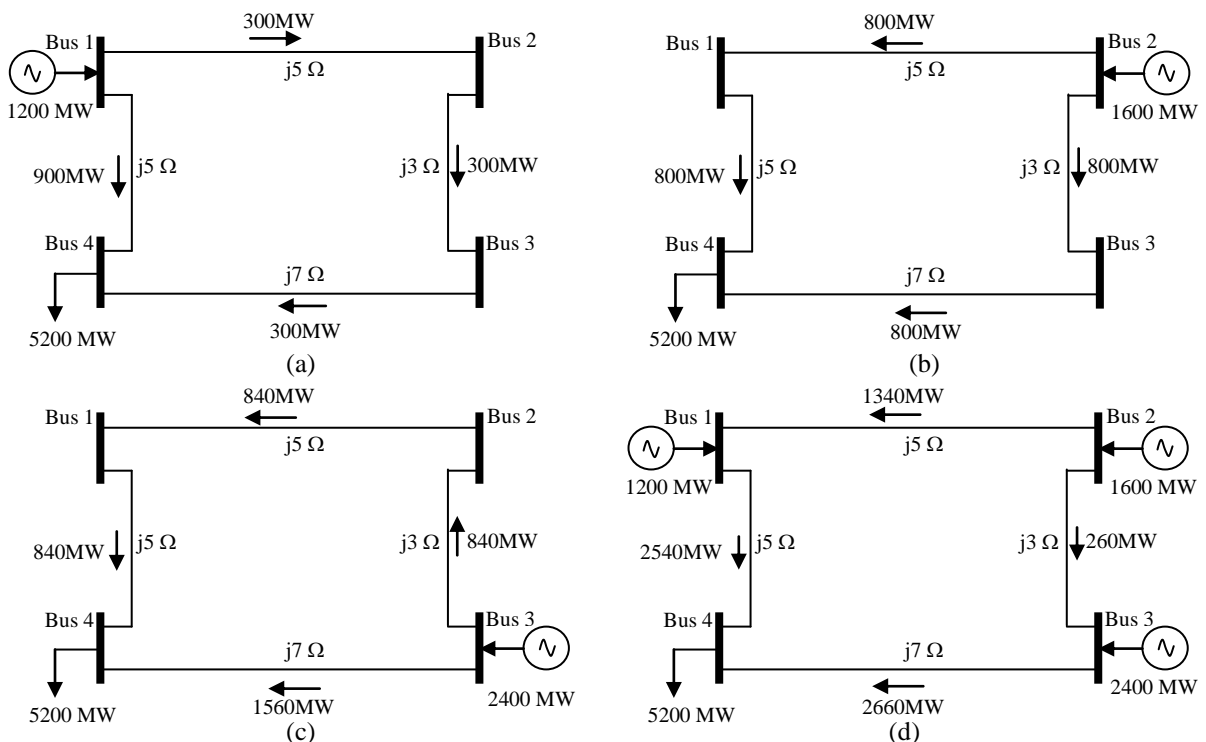 300MW
Bus 1
Bus 2
j5 Ω
1200 MW
900MW
j5 Ω
j3 Ω
300MW
Bus 4
Bus 3
j7 Ω
5200 MW
300MW
(a)
800MW
Bus 1
Bus 2
j5 Ω
1600 MW
800MW
j5 Ω
j3 Ω
800MW
Bus 4
Bus 3
j7 Ω
5200 MW
800MW
(b)
840MW
Bus 1
Bus 2
j5 Ω
840MW
j5 Ω
j3 Ω
840MW
Bus 4
Bus 3
j7 Ω
2400 MW
5200 MW
1560MW
(c)
1340MW
Bus 1
Bus 2
j5 Ω
1200 MW
1600 MW
2540MW
j5 Ω
j3 Ω
260MW
Bus 4
Bus 3
j7 Ω
2400 MW
5200 MW
2660MW
(d)